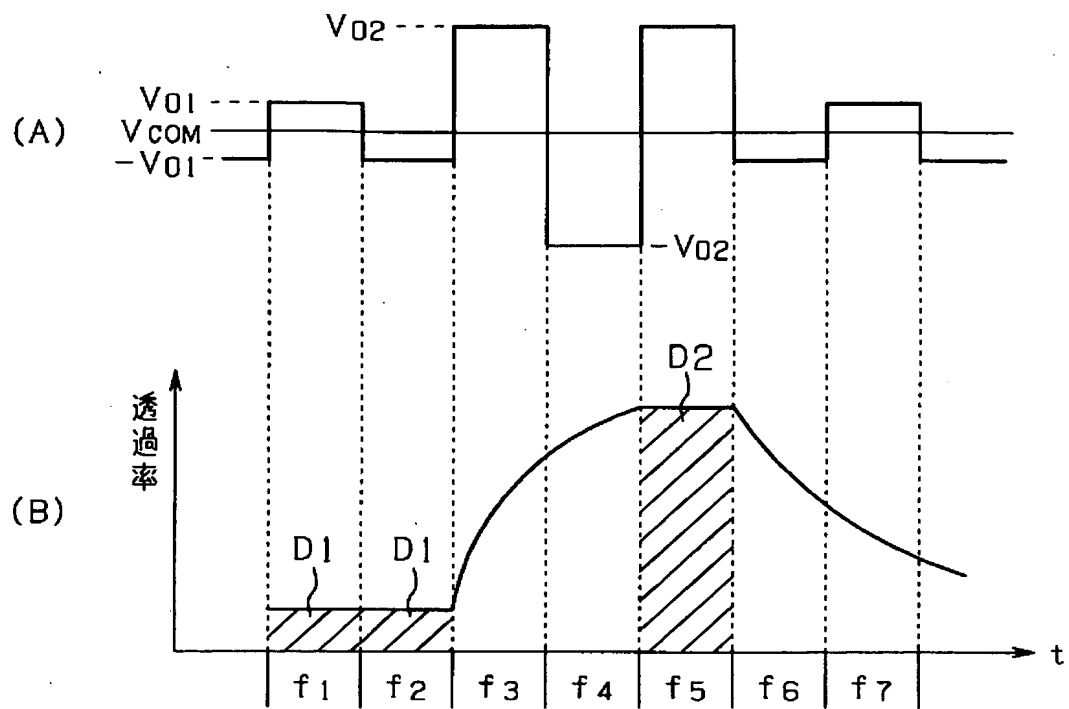 (A)
V02
V01
VCOM
-V01
-V02
(B)
透過率
D1 D1 D2
t
f1 f2 f3 f4 f5 f6 f7